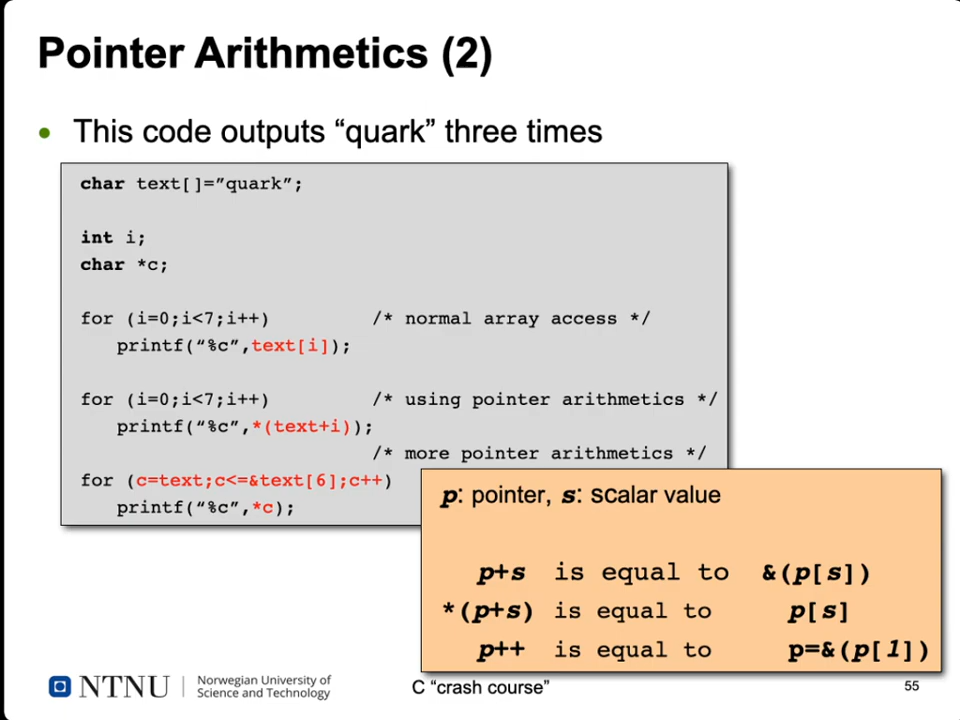 Pointer Arithmetics (2)
• This code outputs “quark” three times
char text[]=”quark”;
int i;
char *c;
for (i=0;i<7;i++) /* normal array access */
printf(“%c”,text[i]);
for (i=0;i<7;i++) /* using pointer arithmetics */
printf(“%c”,*(text+i));
/* more pointer arithmetics */
for (c=text;c<=&text[6];c++)
printf(“%c”,*c);
p: pointer, s: scalar value
p+s is equal to &(p[s])
*(p+s) is equal to p[s]
p++ is equal to p=&(p[1])
NTNU
Norwegian University of
Science and Technology
C “crash course”
55